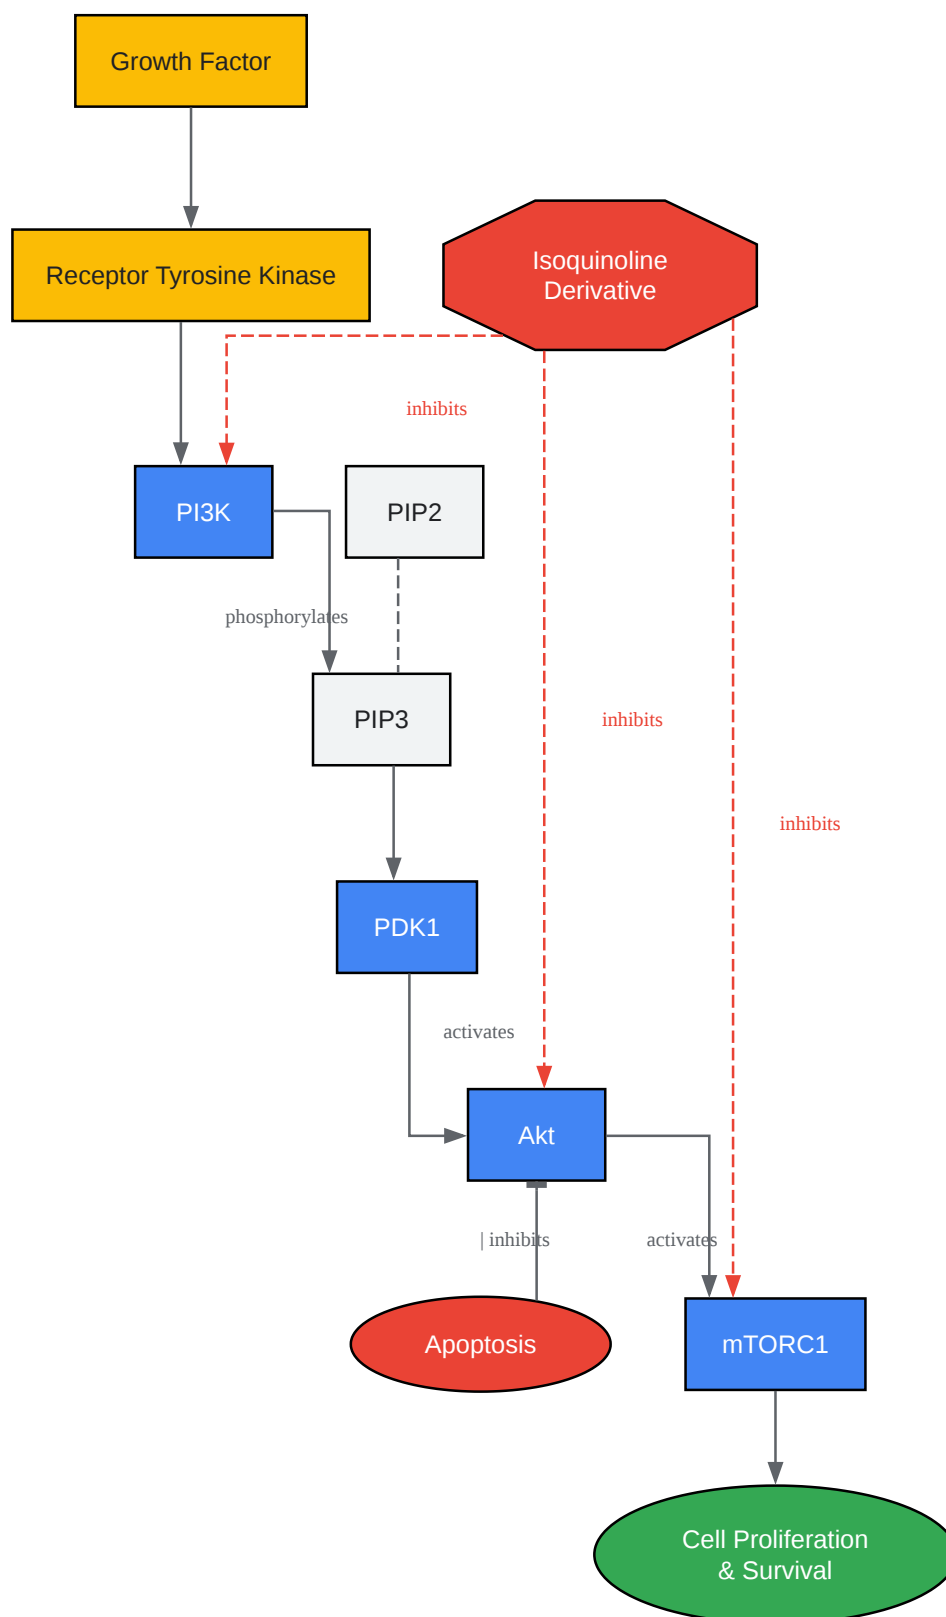 Growth Factor
Receptor Tyrosine Kinase
Isoquinoline
Derivative
inhibits
PI3K
PIP2
phosphorylates
PIP3
inhibits
inhibits
PDK1
activates
Akt
| inhibits
activates
Apoptosis
mTORC1
Cell Proliferation
& Survival